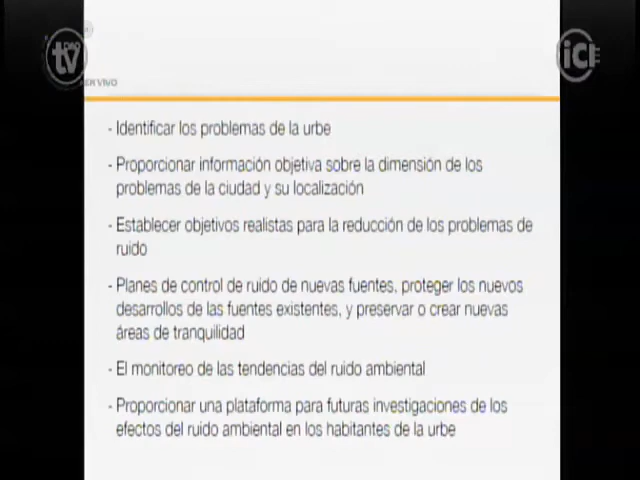 tv
EN VIVO
ici
- Identificar los problemas de la urbe
- Proporcionar información objetiva sobre la dimensión de los
problemas de la ciudad y su localización
- Establecer objetivos realistas para la reducción de los problemas de
ruido
- Planes de control de ruido de nuevas fuentes, proteger los nuevos
desarrollos de las fuentes existentes, y preservar o crear nuevas
áreas de tranquilidad
- El monitoreo de las tendencias del ruido ambiental
- Proporcionar una plataforma para futuras investigaciones de los
efectos del ruido ambiental en los habitantes de la urbe